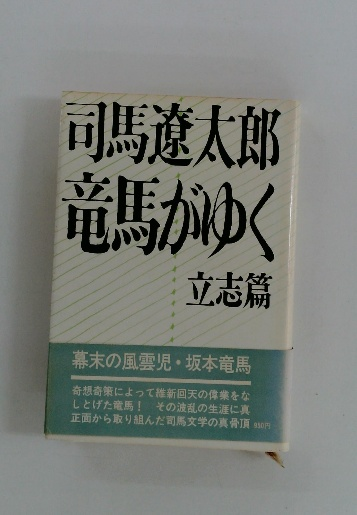 司馬遼太郎
竜馬がゆく
立志篇
幕末の風雲児・坂本竜馬
奇想奇策によって維新回天の偉業をな
しとげた竜馬! その波乱の生涯に真
正面から取り組んだ司馬文学の真骨頂